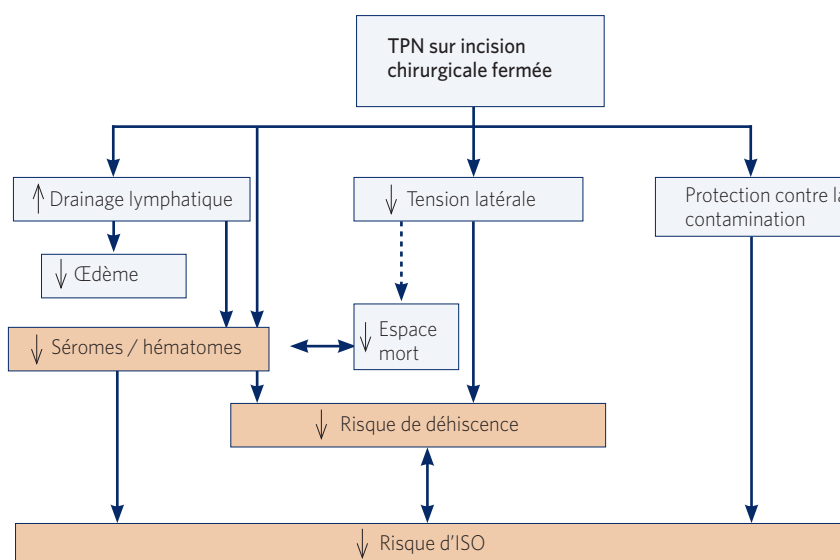 TPN sur incision
chirurgicale fermée
↑ Drainage lymphatique
↓ Tension latérale
Protection contre la
contamination
↓ Œdème
↓ Séromes / hématomes
↓ Espace
mort
↓ Risque de déhiscence
↓ Risque d'ISO